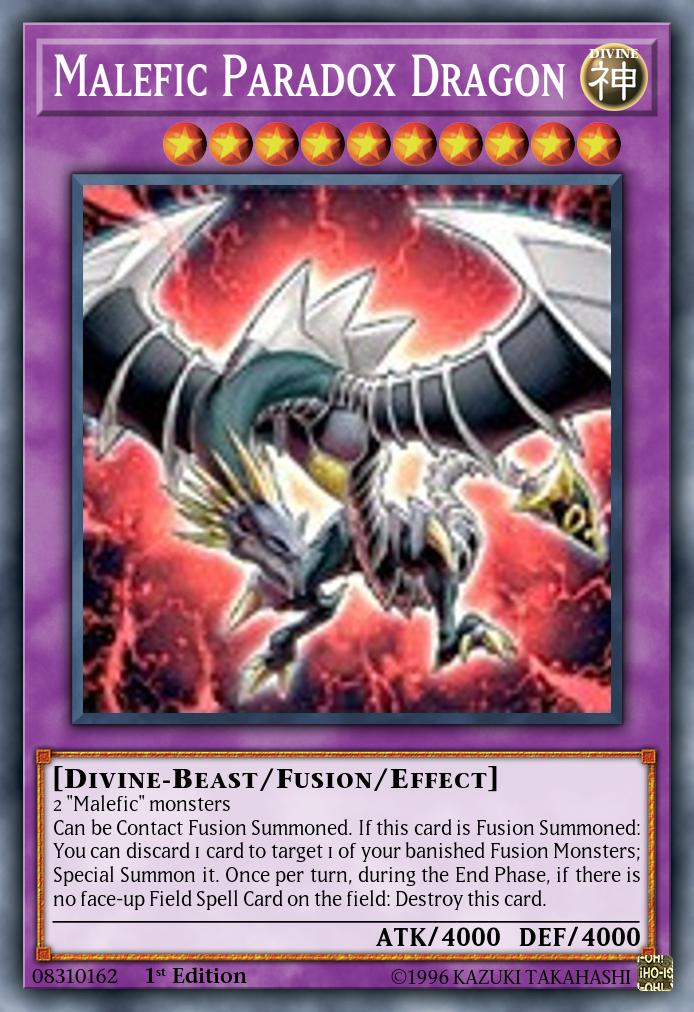 Malefic Paradox Dragon
DIVINE
神
[Divine-Beast/Fusion/Effect]
2 "Malefic" monsters
Can be Contact Fusion Summoned. If this card is Fusion Summoned:
You can discard 1 card to target 1 of your banished Fusion Monsters;
Special Summon it. Once per turn, during the End Phase, if there is
no face-up Field Spell Card on the field: Destroy this card.
ATK/4000 DEF/4000
08310162 1st Edition ©1996 KAZUKI TAKAHASHI